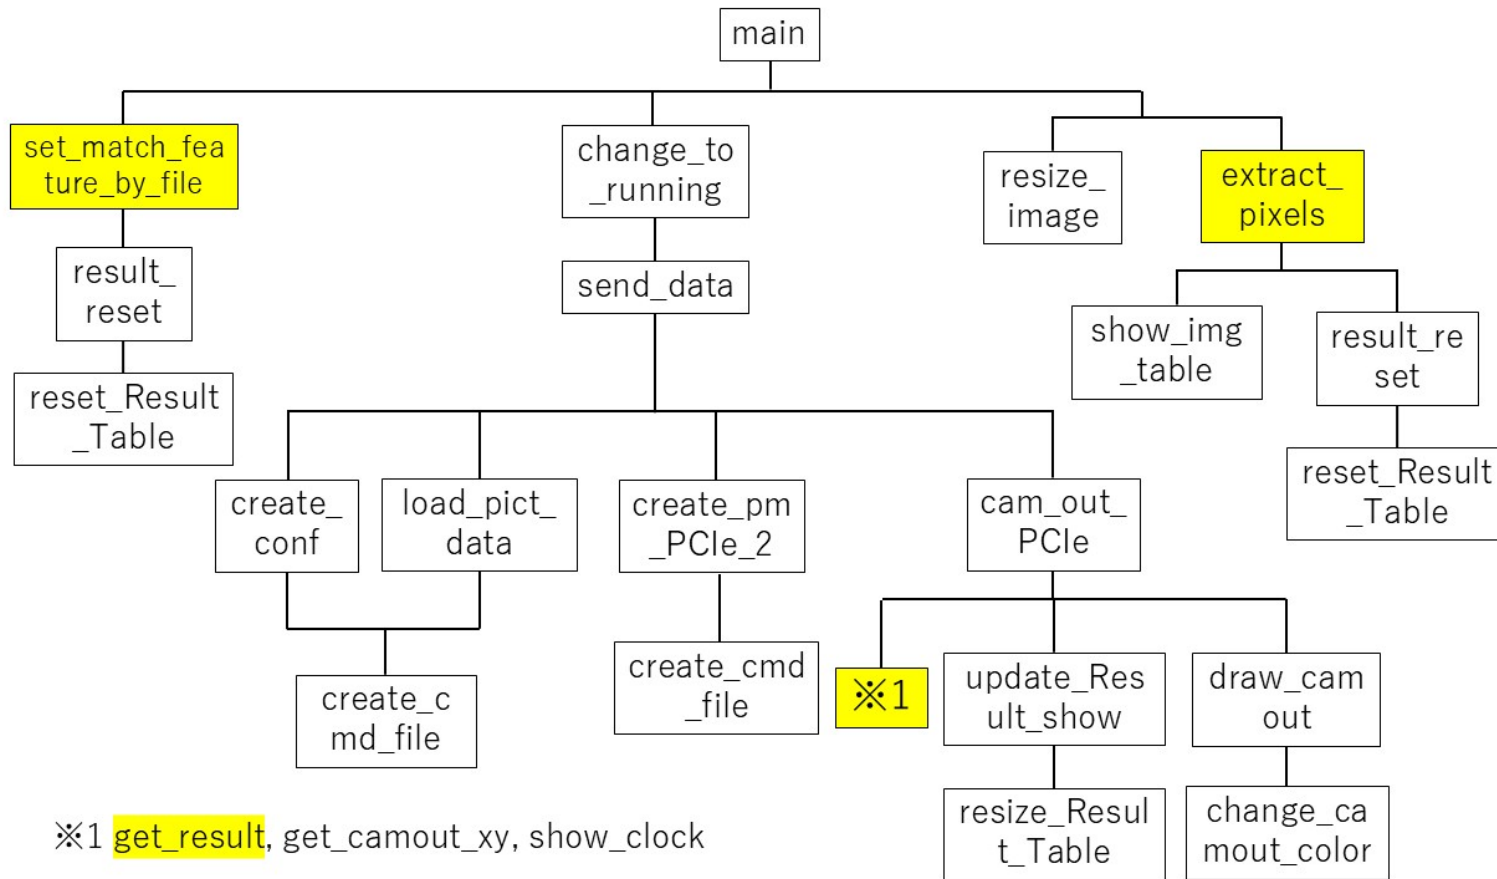 main
set_match_fea
ture_by_file
change_to
_running
resize_
image
extract_
pixels
result_
reset
send_data
show_img
_table
result_re
set
reset_Result
_Table
reset_Result
_Table
create_
conf
load_pict_
data
create_pm
_PCIe_2
cam_out_
PCIe
create_c
md_file
create_cmd
_file
※1
update_Res
ult_show
draw_cam
out
resize_Resul
t_Table
change_ca
mout_color
※1 get_result, get_camout_xy, show_clock